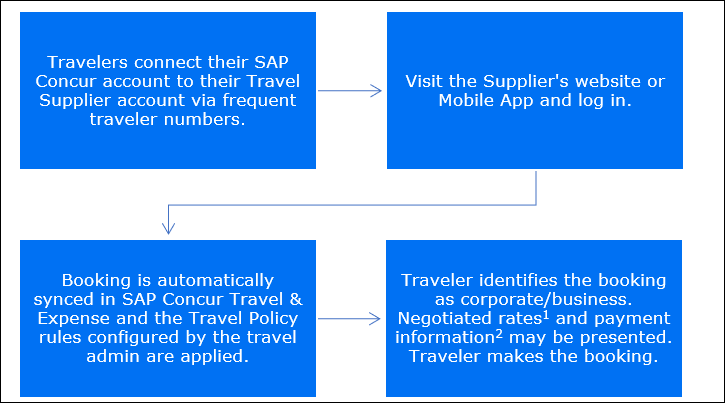 Travelers connect their SAP
Concur account to their Travel
Supplier account via frequent
traveler numbers.
Visit the Supplier's website or
Mobile App and log in.
Booking is automatically
synced in SAP Concur Travel &
Expense and the Travel Policy
rules configured by the travel
admin are applied.
Traveler identifies the booking
as corporate/business.
Negotiated rates¹ and payment
information² may be presented.
Traveler makes the booking.